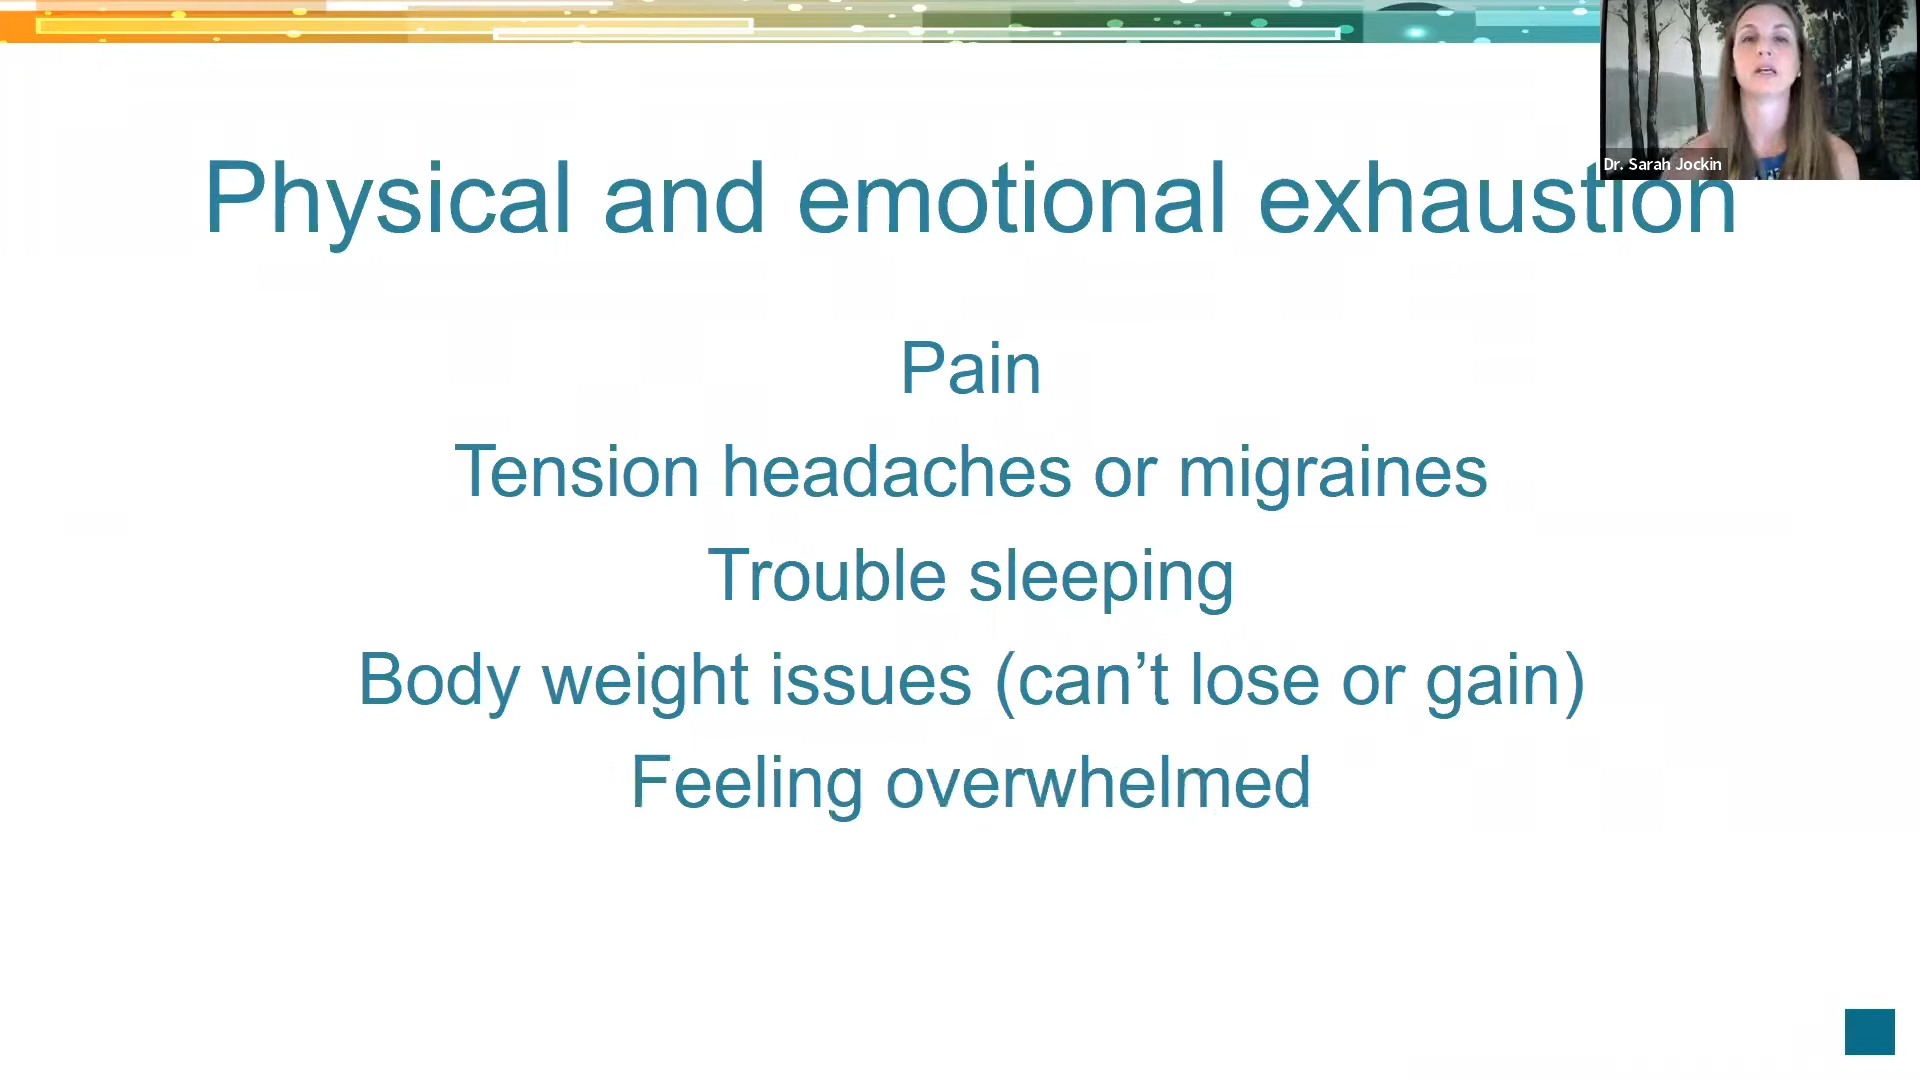 Dr. Sarah Jockin
Physical and emotional exhaustion
Pain
Tension headaches or migraines
Trouble sleeping
Body weight issues (can’t lose or gain)
Feeling overwhelmed